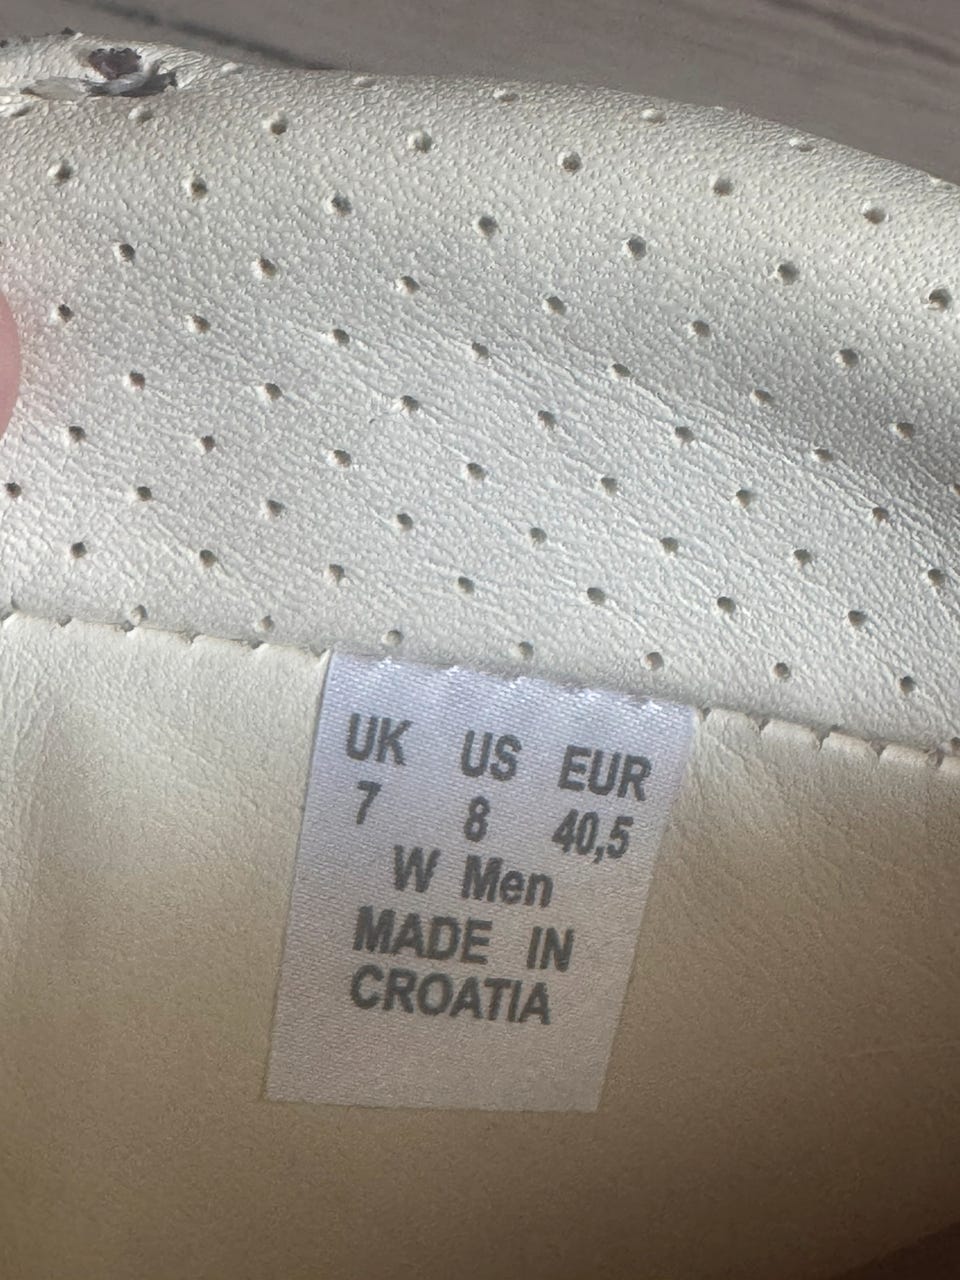 UK US EUR
7 8 40,5
W Men
MADE IN
CROATIA